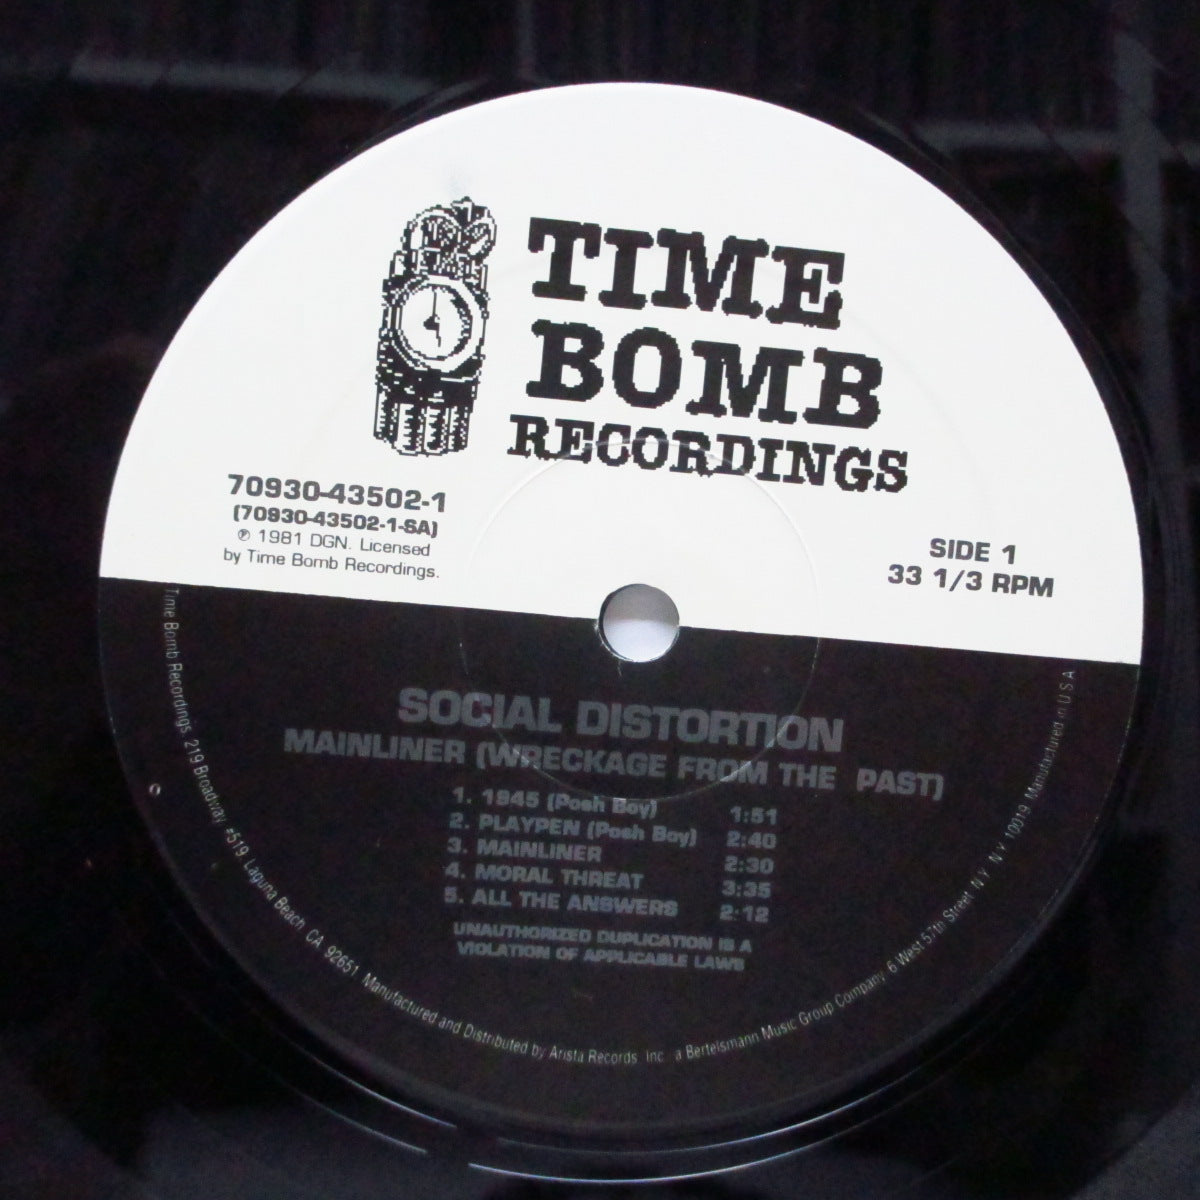 TIME
BOMB
RECORDINGS
70930-43502-1
(70930-43502-1-SA)
℗ 1981 DGN. Licensed
by Time Bomb Recordings.
SIDE 1
33 1/3 RPM
SOCIAL DISTORTION
MAINLINER (WRECKAGE FROM THE PAST)
1. 1945 (Posh Boy) 1:51
2. PLAYPEN (Posh Boy) 2:40
3. MAINLINER 2:30
4. MORAL THREAT 3:35
5. ALL THE ANSWERS 2:12
UNAUTHORIZED DUPLICATION IS A
VIOLATION OF APPLICABLE LAWS
Time Bomb Recordings, 219 Broadway, #519, Laguna Beach, CA 92651. Manufactured and Distributed by Arista Records, Inc., a Bertelsmann Music Group Company, 6 West 57th Street, N.Y. N.Y. 10019. Manufactured in U S A